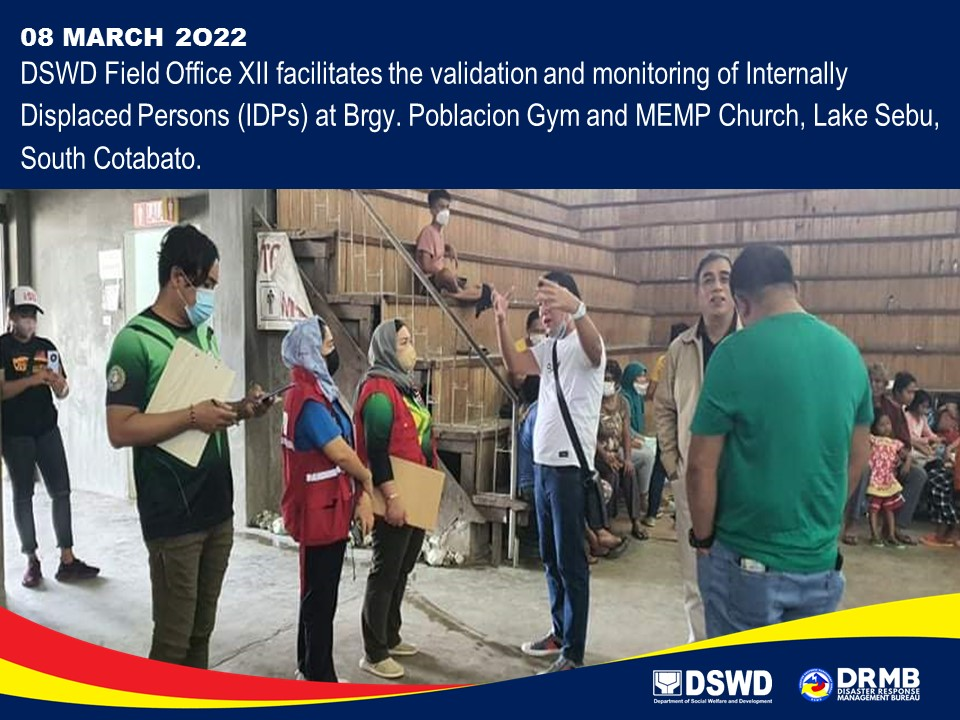 08 MARCH 2O22
DSWD Field Office XII facilitates the validation and monitoring of Internally
Displaced Persons (IDPs) at Brgy. Poblacion Gym and MEMP Church, Lake Sebu,
South Cotabato.
TC
DSWD
Department of Social Welfare and Development
DRMB
DISASTER RESPONSE
MANAGEMENT BUREAU